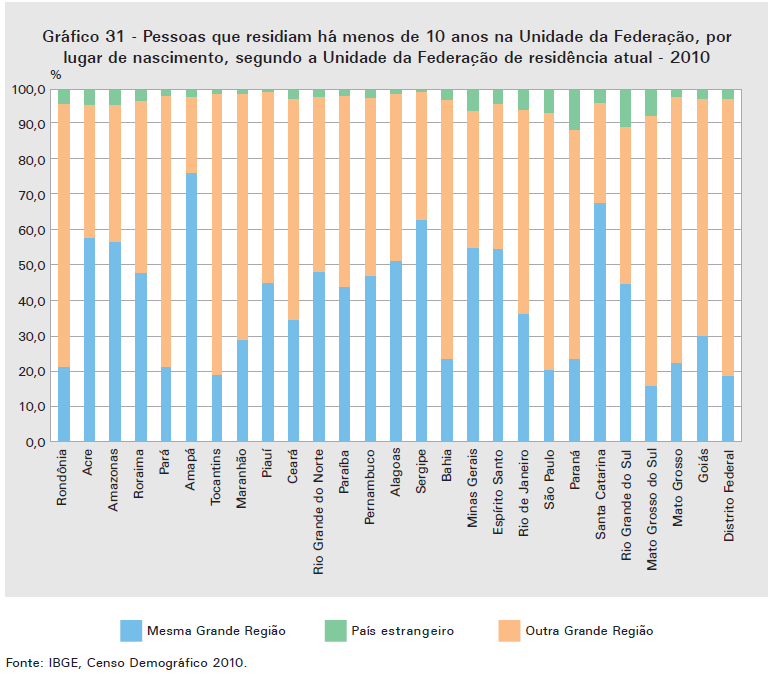 Gráfico 31 - Pessoas que residiam há menos de 10 anos na Unidade da Federação, por
lugar de nascimento, segundo a Unidade da Federação de residência atual - 2010
%
100,0
90,0
80,0
70,0
60,0
50,0
40,0
30,0
20,0
10,0
0,0
Rondônia
Acre
Amazonas
Roraima
Pará
Amapá
Tocantins
Maranhão
Piauí
Ceará
Rio Grande do Norte
Paraíba
Pernambuco
Alagoas
Sergipe
Bahia
Minas Gerais
Espírito Santo
Rio de Janeiro
São Paulo
Paraná
Santa Catarina
Rio Grande do Sul
Mato Grosso do Sul
Mato Grosso
Goiás
Distrito Federal
Mesma Grande Região
País estrangeiro
Outra Grande Região
Fonte: IBGE, Censo Demográfico 2010.